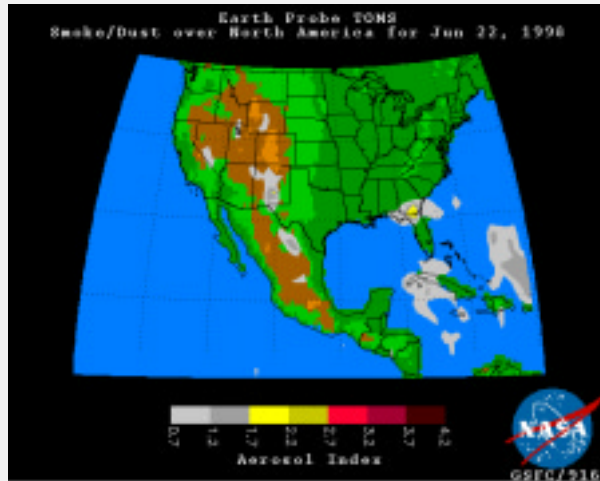 Earth Probe TOMS
Smoke/Dust over North America for Jun 22, 1998
0.7 1.2 1.7 2.2 2.7 3.2 3.7 4.2
Aerosol Index
NASA
GSFC/916